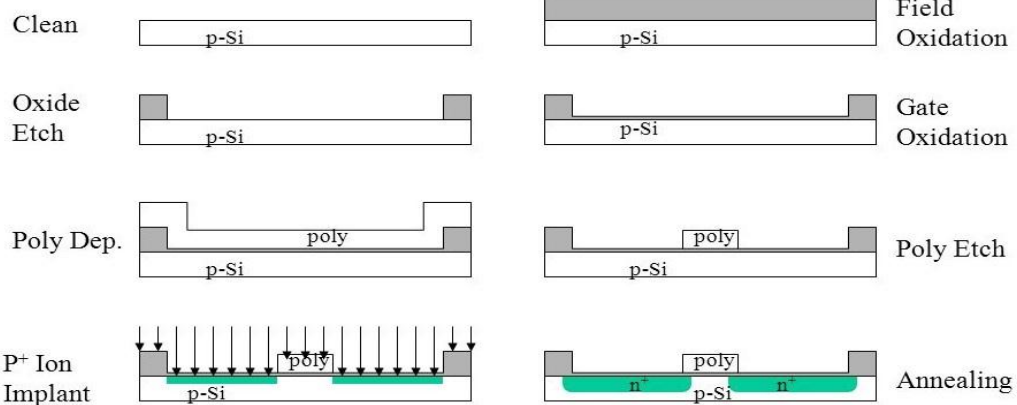 Clean
p-Si
Field
Oxidation
p-Si
Oxide
Etch
p-Si
Gate
Oxidation
p-Si
Poly Dep.
poly
p-Si
poly
Poly Etch
p-Si
P⁺ Ion
Implant
poly
p-Si
poly
n⁺
n⁺
p-Si
Annealing